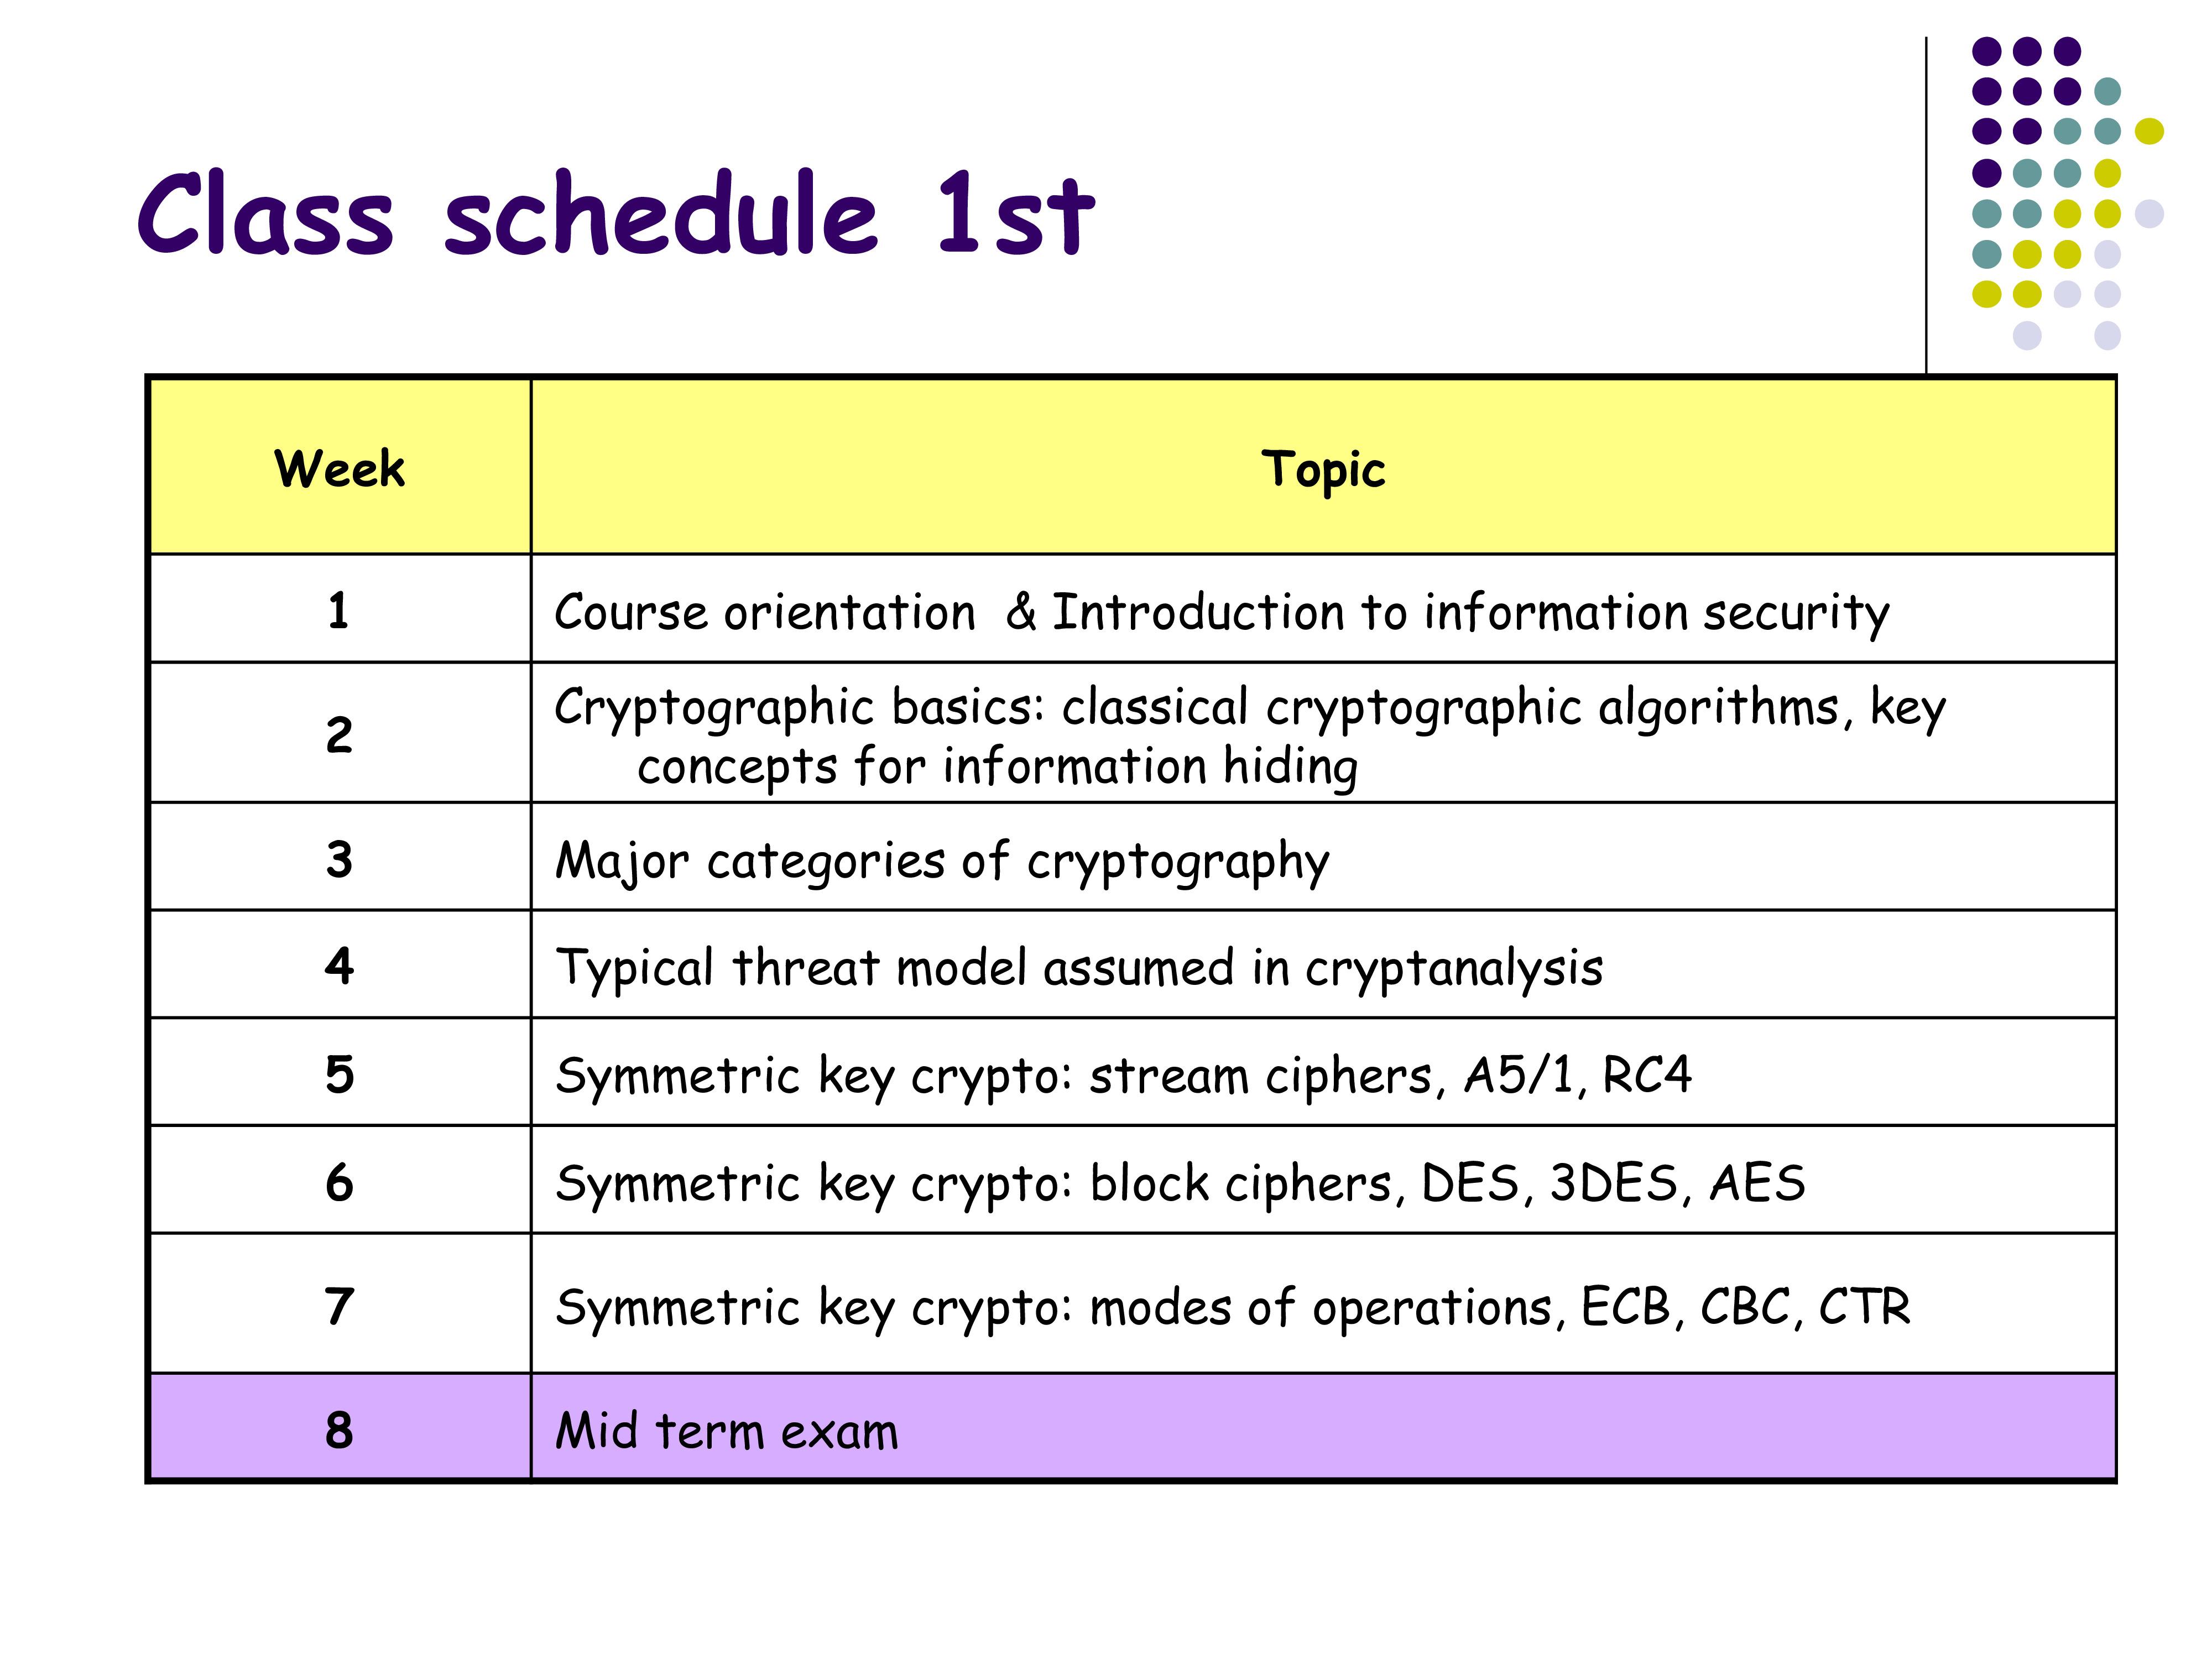 Class schedule 1st
Week Topic
1 Course orientation & Introduction to information security
2 Cryptographic basics: classical cryptographic algorithms, key
concepts for information hiding
3 Major categories of cryptography
4 Typical threat model assumed in cryptanalysis
5 Symmetric key crypto: stream ciphers, A5/1, RC4
6 Symmetric key crypto: block ciphers, DES, 3DES, AES
7 Symmetric key crypto: modes of operations, ECB, CBC, CTR
8 Mid term exam